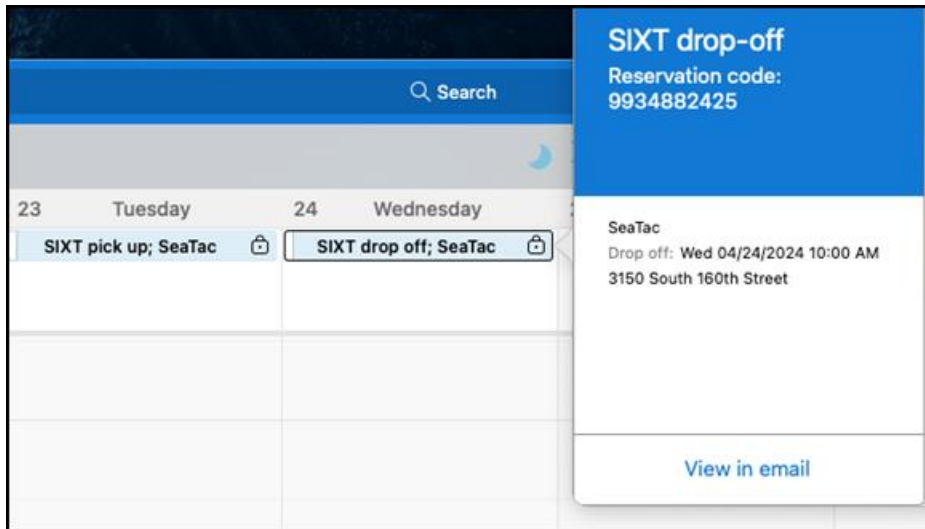 Search
23 Tuesday
24 Wednesday
SIXT pick up; SeaTac
SIXT drop off; SeaTac
SIXT drop-off
Reservation code:
9934882425
SeaTac
Drop off: Wed 04/24/2024 10:00 AM
3150 South 160th Street
View in email